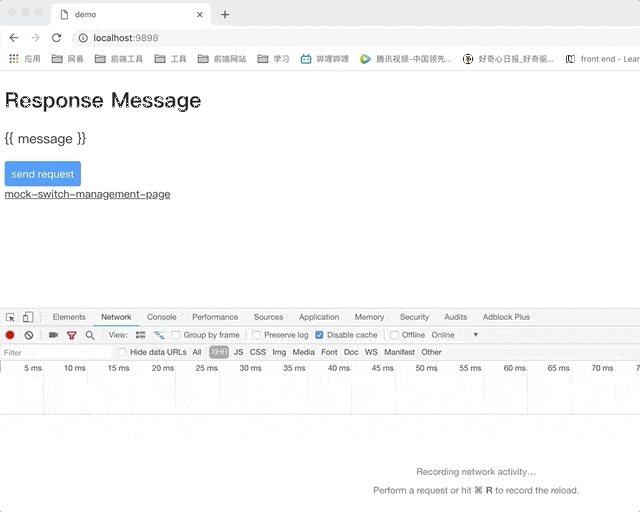 demo
localhost:9898
应用 网易 前端工具 工具 前端网站 学习 哔哩哔哩 腾讯视频-中国领先... 好奇心日报_好奇驱... front end - Lear
Response Message
{{ message }}
send request
mock-switch-management-page
Elements Network Console Performance Sources Application Memory Security Audits Adblock Plus
View: Group by frame Preserve log Disable cache Offline Online
Filter Hide data URLs All XHR JS CSS Img Media Font Doc WS Manifest Other
5 ms 10 ms 15 ms 20 ms 25 ms 30 ms 35 ms 40 ms 45 ms 50 ms 55 ms 60 ms 65 ms 70 ms 7
Recording network activity...
Perform a request or hit ⌘ R to record the reload.